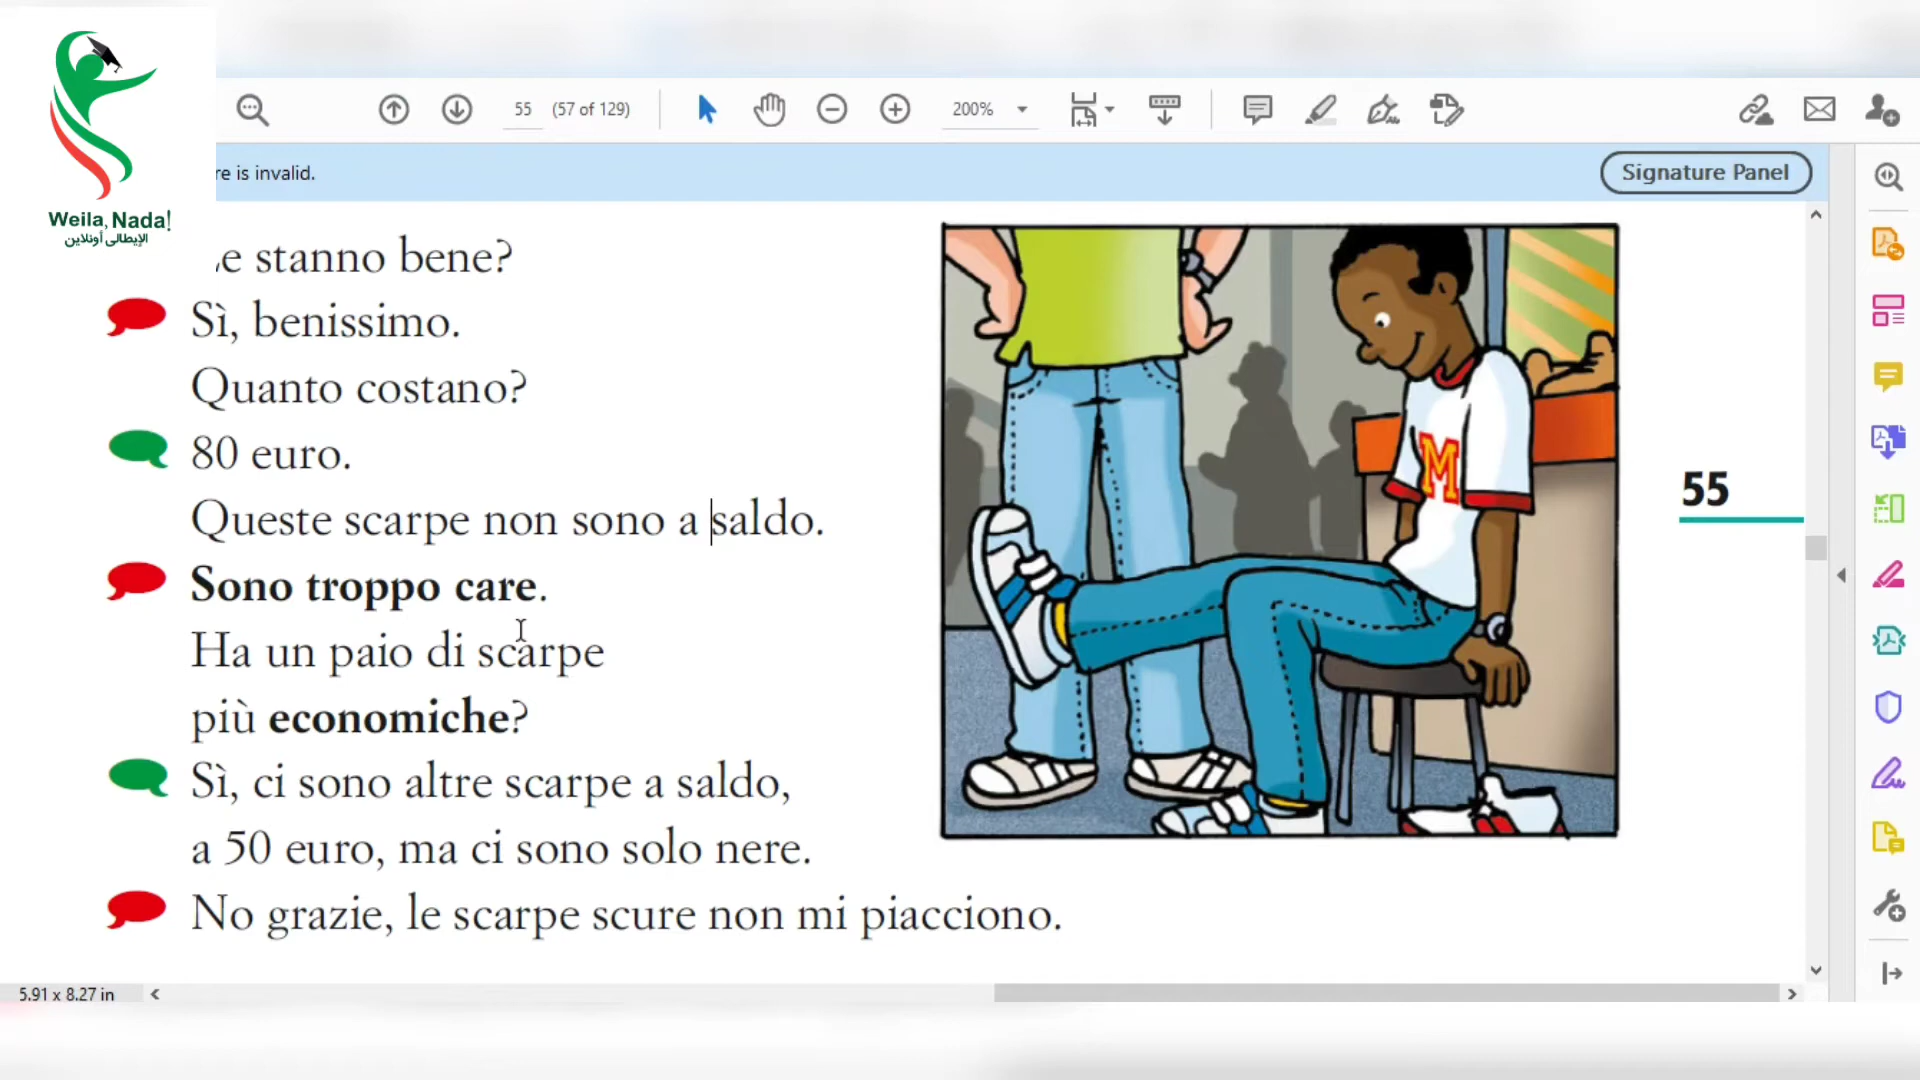 55 (57 of 129)
200%
re is invalid.
Signature Panel
Weila, Nada!
الإيطالي أونلاين
Le stanno bene?
Sì, benissimo.
Quanto costano?
80 euro.
Queste scarpe non sono a saldo.
Sono troppo care.
Ha un paio di scarpe
più economiche?
Sì, ci sono altre scarpe a saldo,
a 50 euro, ma ci sono solo nere.
No grazie, le scarpe scure non mi piacciono.
M
55
5.91 x 8.27 in